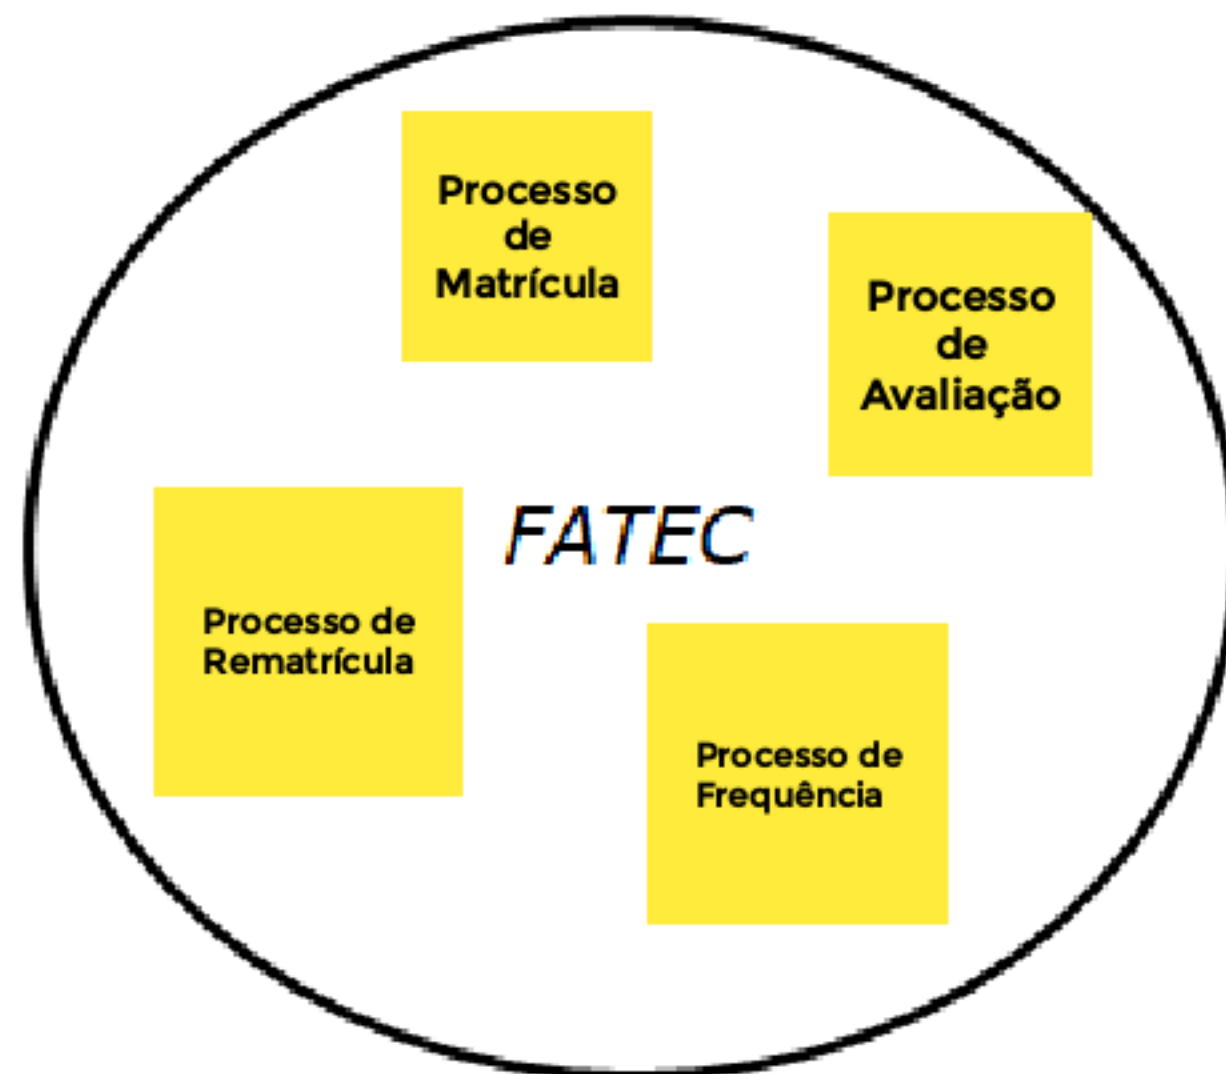 Processo
de
Matrícula
Processo
de
Avaliação
FATEC
Processo de
Rematrícula
Processo de
Frequência